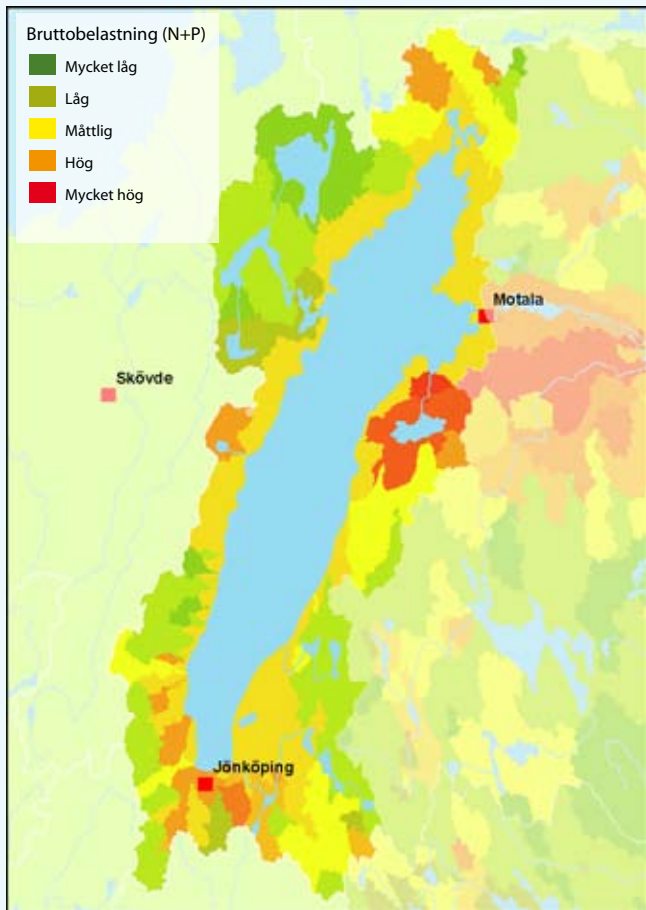 Bruttobelastning (N+P)
Mycket låg
Låg
Måttlig
Hög
Mycket hög
Motala
Skövde
Jönköping